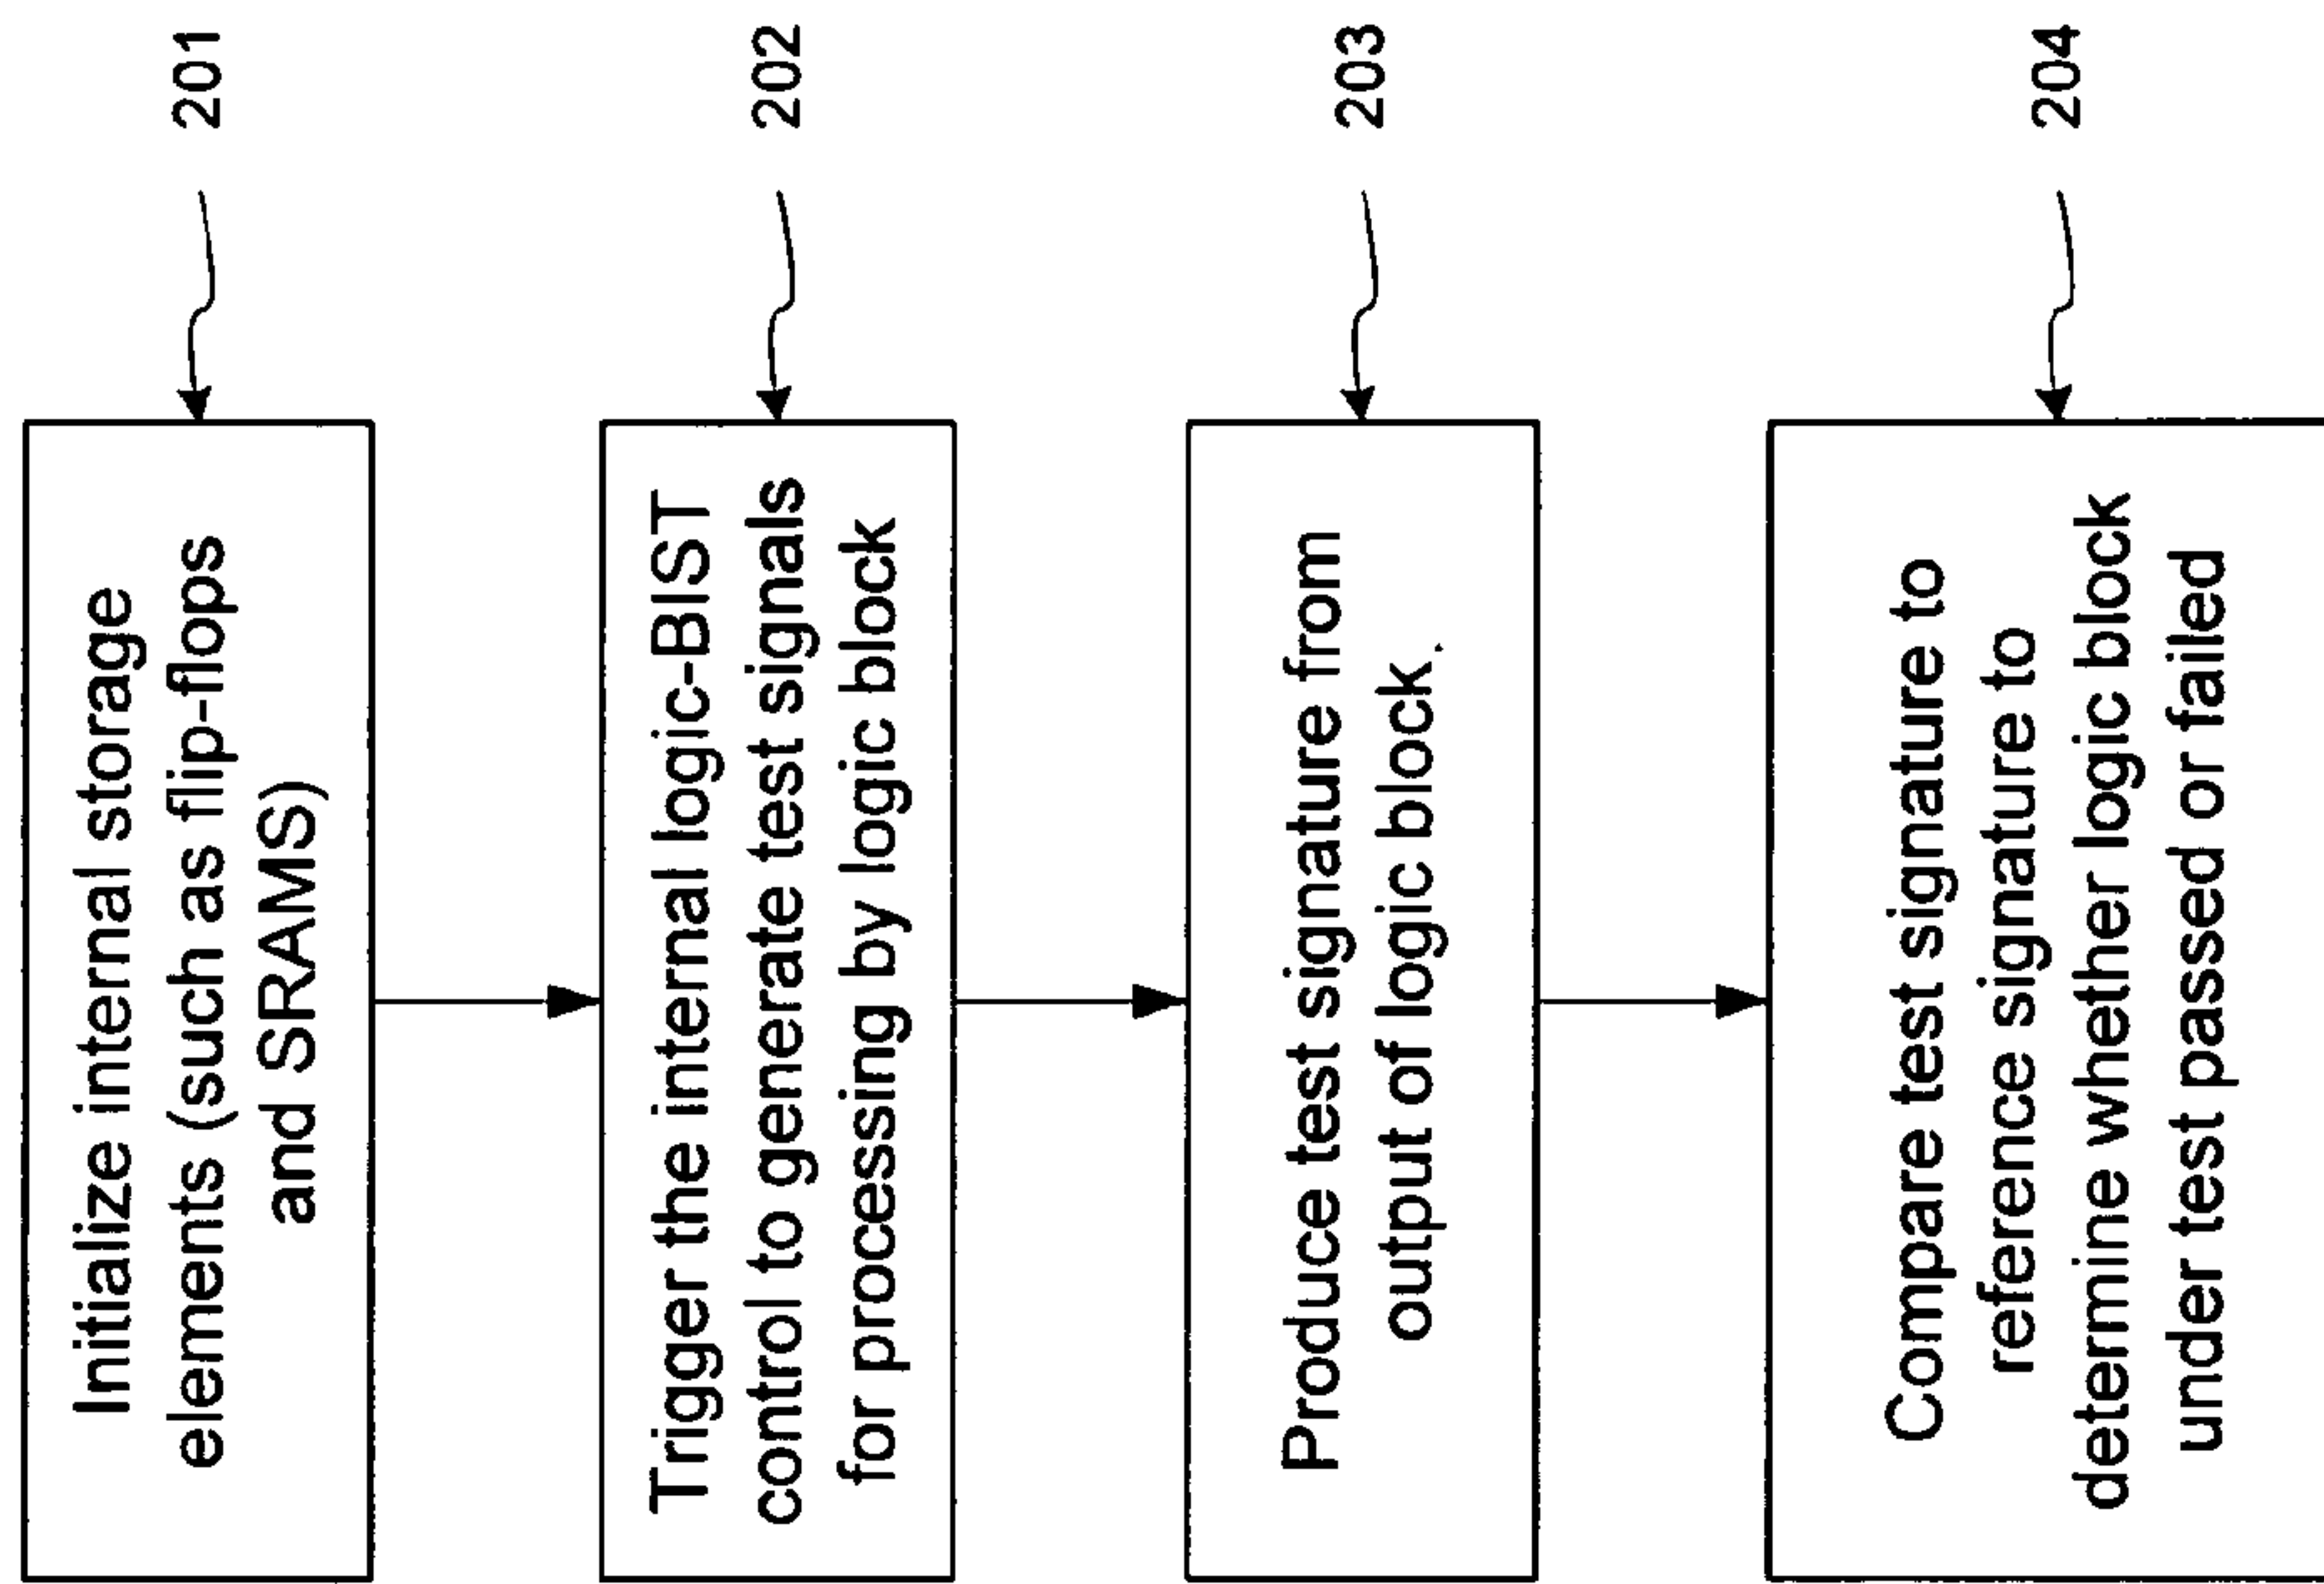 Initialize internal storage
elements (such as flip-flops
and SRAMS)
201
Trigger the internal logic-BIST
control to generate test signals
for processing by logic block
202
Produce test signature from
output of logic block.
203
Compare test signature to
reference signature to
determine whether logic block
under test passed or failed
204